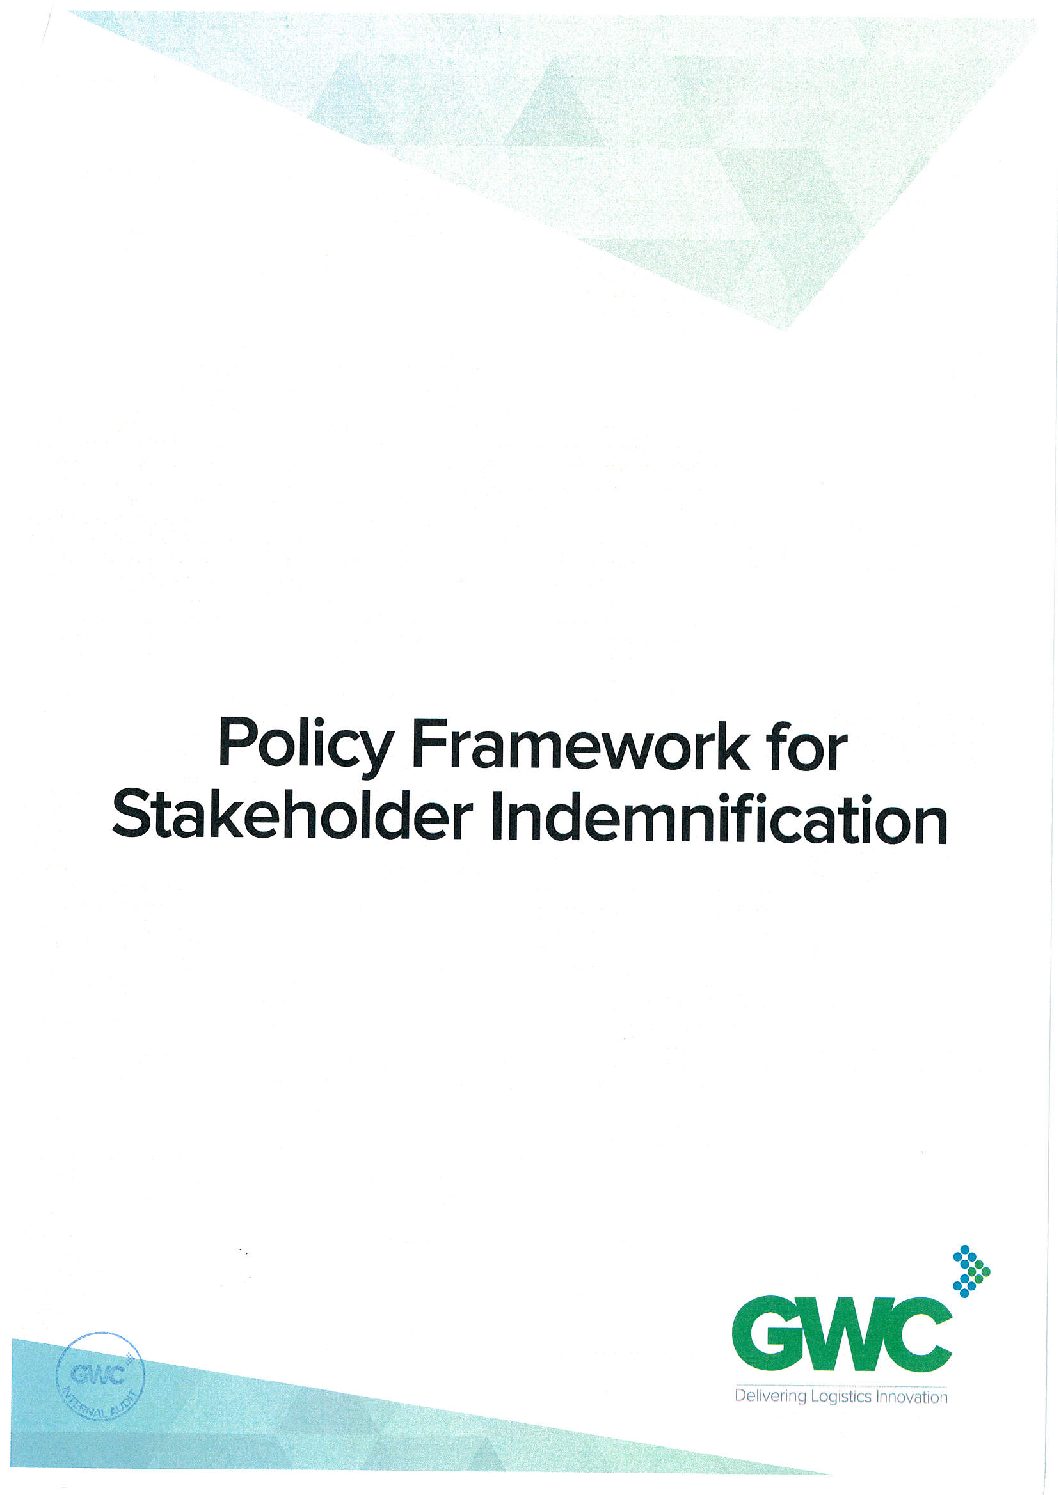 Policy Framework for
Stakeholder Indemnification
GWC
Delivering Logistics Innovation
GWC
INTERNAL AUDIT